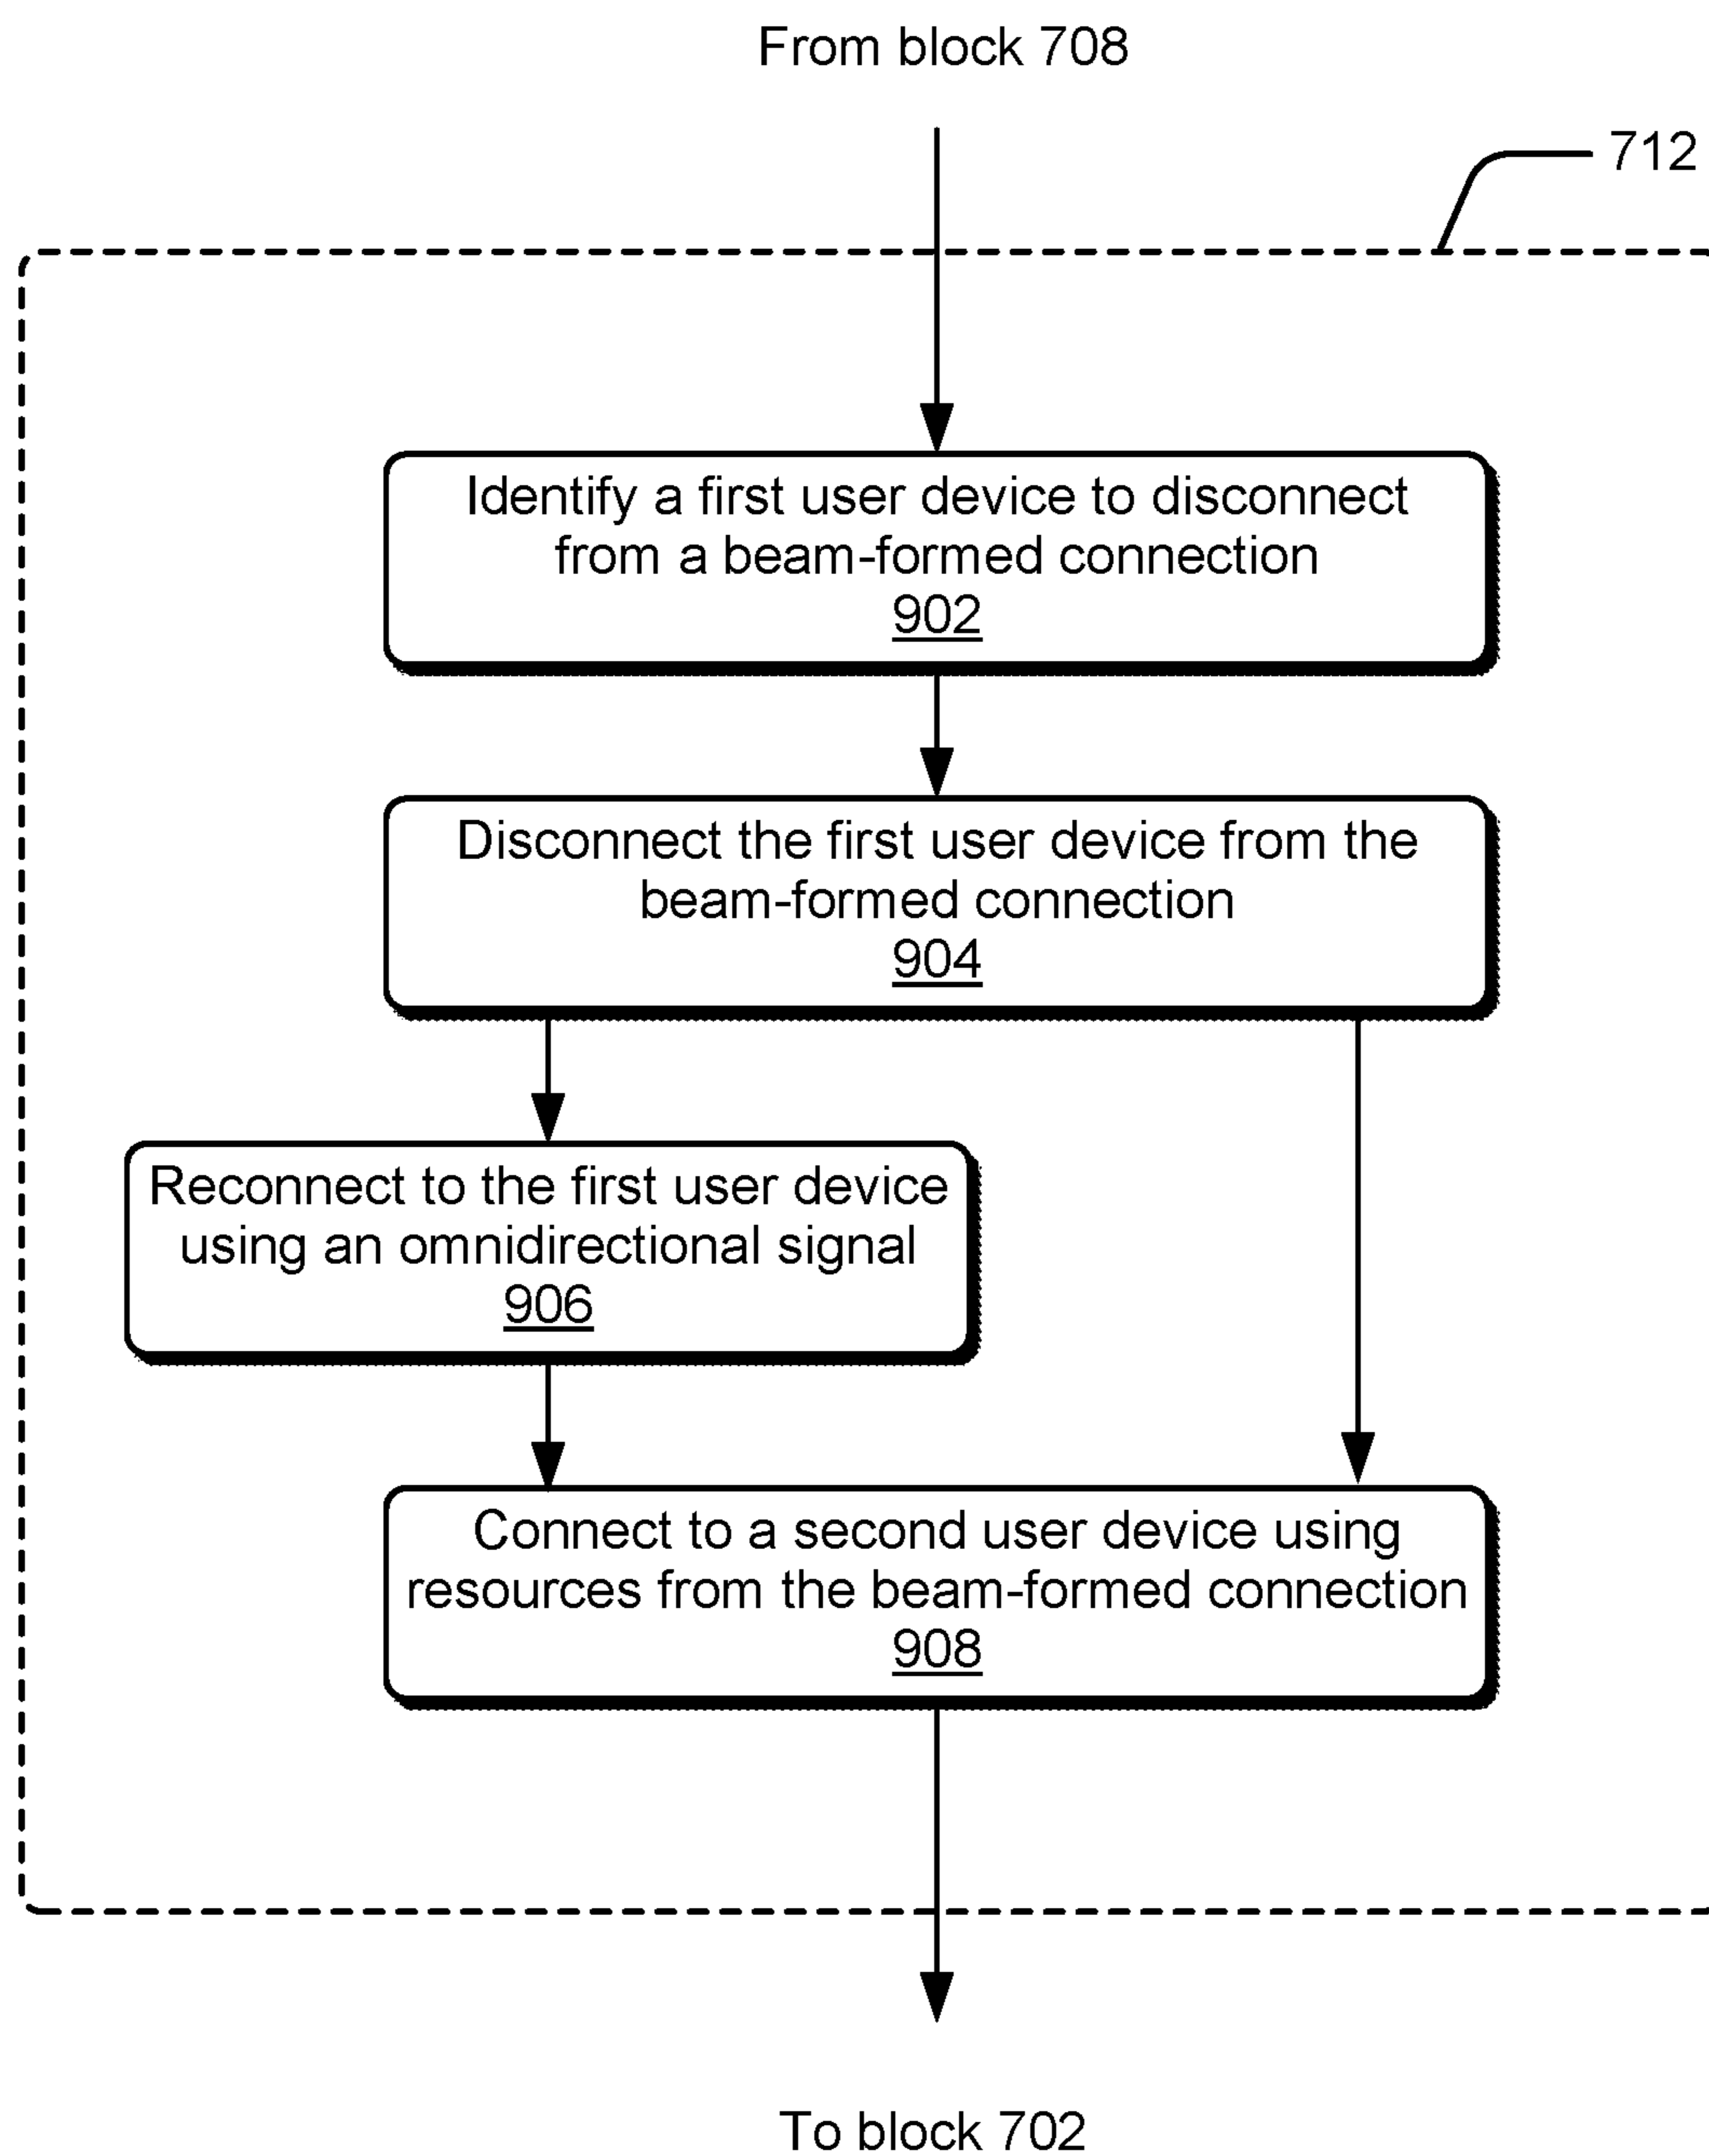 From block 708
712
Identify a first user device to disconnect
from a beam-formed connection
902
Disconnect the first user device from the
beam-formed connection
904
Reconnect to the first user device
using an omnidirectional signal
906
Connect to a second user device using
resources from the beam-formed connection
908
To block 702